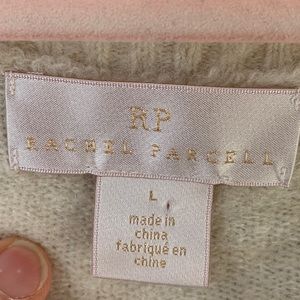 RP
RACHEL PARCELL
L
made in
china
fabriqué en
chine